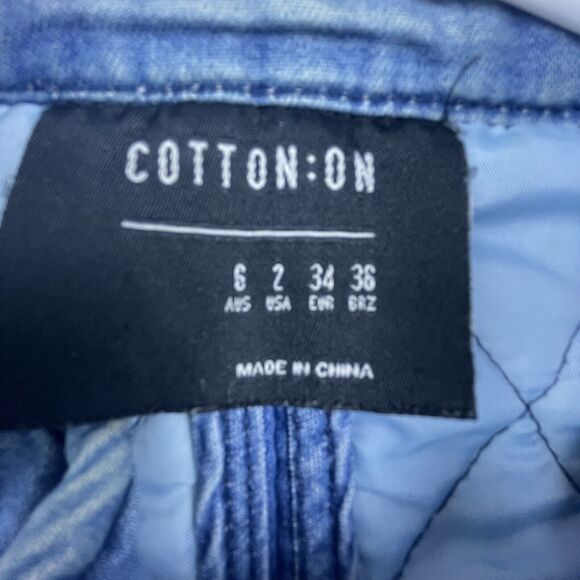 COTTON:ON
6 2 34 36
AUS USA EUR BRZ
MADE IN CHINA